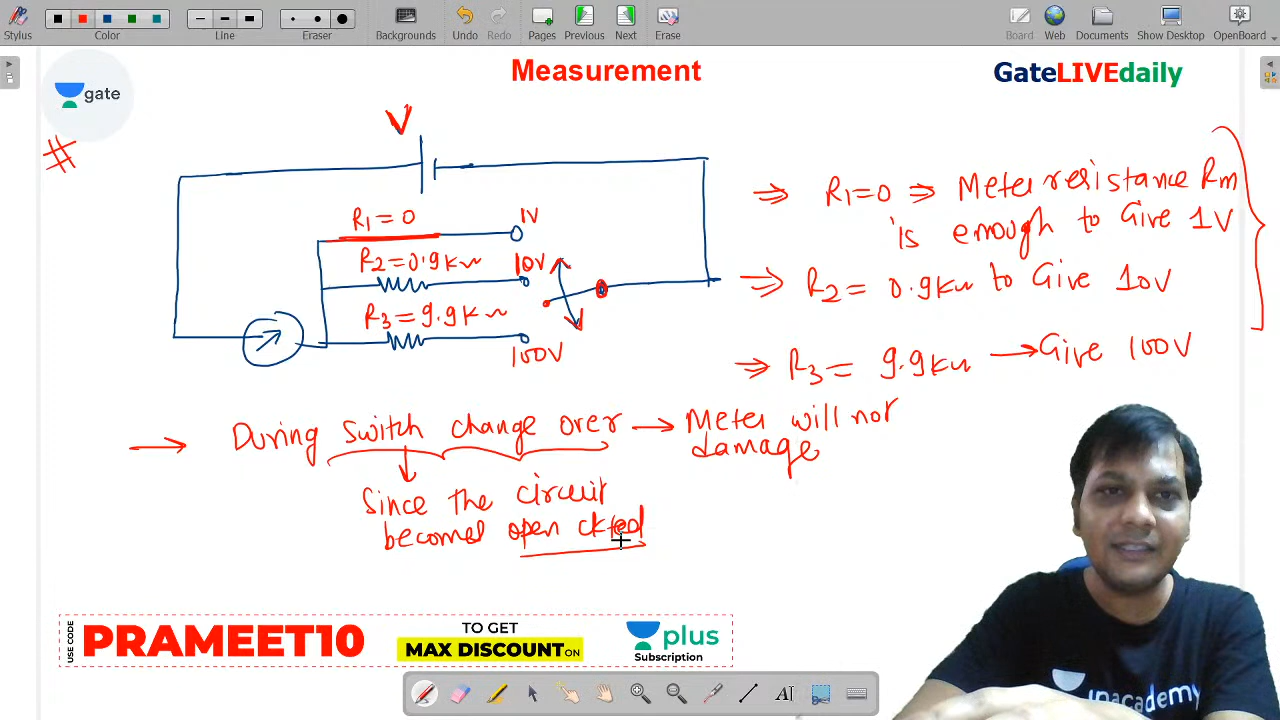 Stylus
Color
Line
Eraser
Backgrounds
Undo
Redo
Pages
Previous
Next
Erase
Board
Web
Documents
Show Desktop
OpenBoard
gate
Measurement
GateLIVEdaily
#
V
R1 = 0
1V
R2 = 0.9kΩ
10V
R3 = 9.9kΩ
100V
⇒ R1=0 ⇒ Meter resistance Rm
is enough to Give 1V
⇒ R2 = 0.9kΩ to Give 10V
⇒ R3 = 9.9kΩ → Give 100V
→ During switch change over → Meter will not
damage
Since the circuit
becomes open ckted
USE CODE
PRAMEET10
TO GET
MAX DISCOUNT ON
plus
Subscription
unacademy